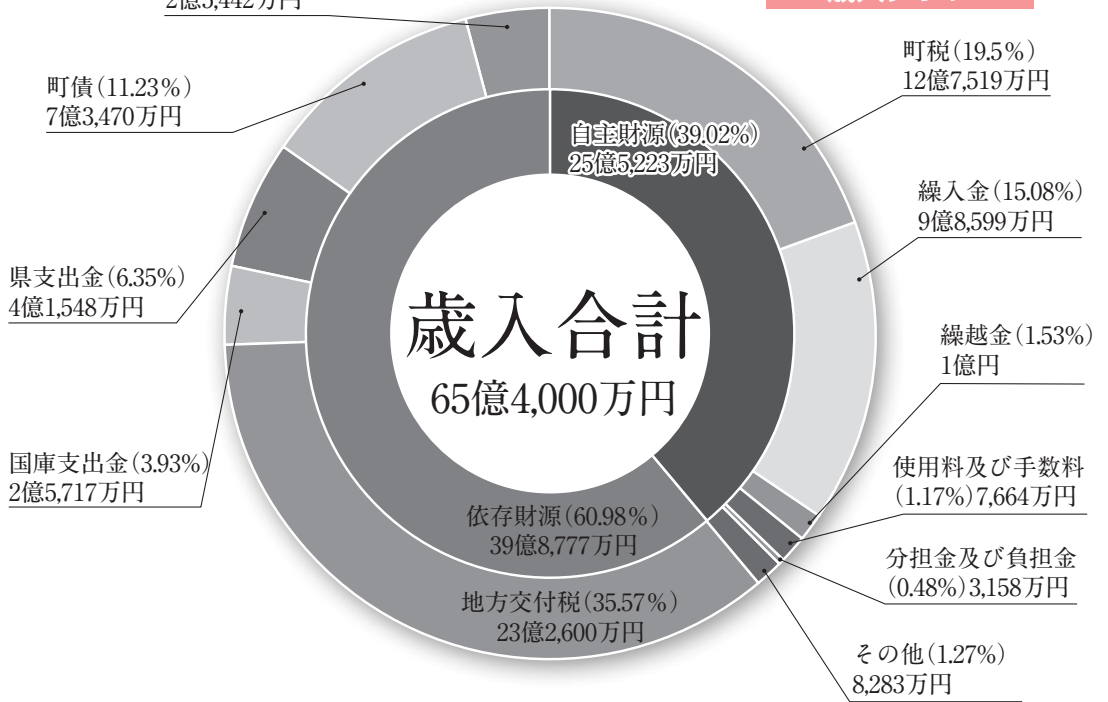 町税(19.5%)
12億7,519万円
繰入金(15.08%)
9億8,599万円
繰越金(1.53%)
1億円
使用料及び手数料
(1.17%)7,664万円
分担金及び負担金
(0.48%)3,158万円
その他(1.27%)
8,283万円
自主財源(39.02%)
25億5,223万円
歳入合計
65億4,000万円
依存財源(60.98%)
39億8,777万円
地方交付税(35.57%)
23億2,600万円
国庫支出金(3.93%)
2億5,717万円
県支出金(6.35%)
4億1,548万円
町債(11.23%)
7億3,470万円
2億5,442万円